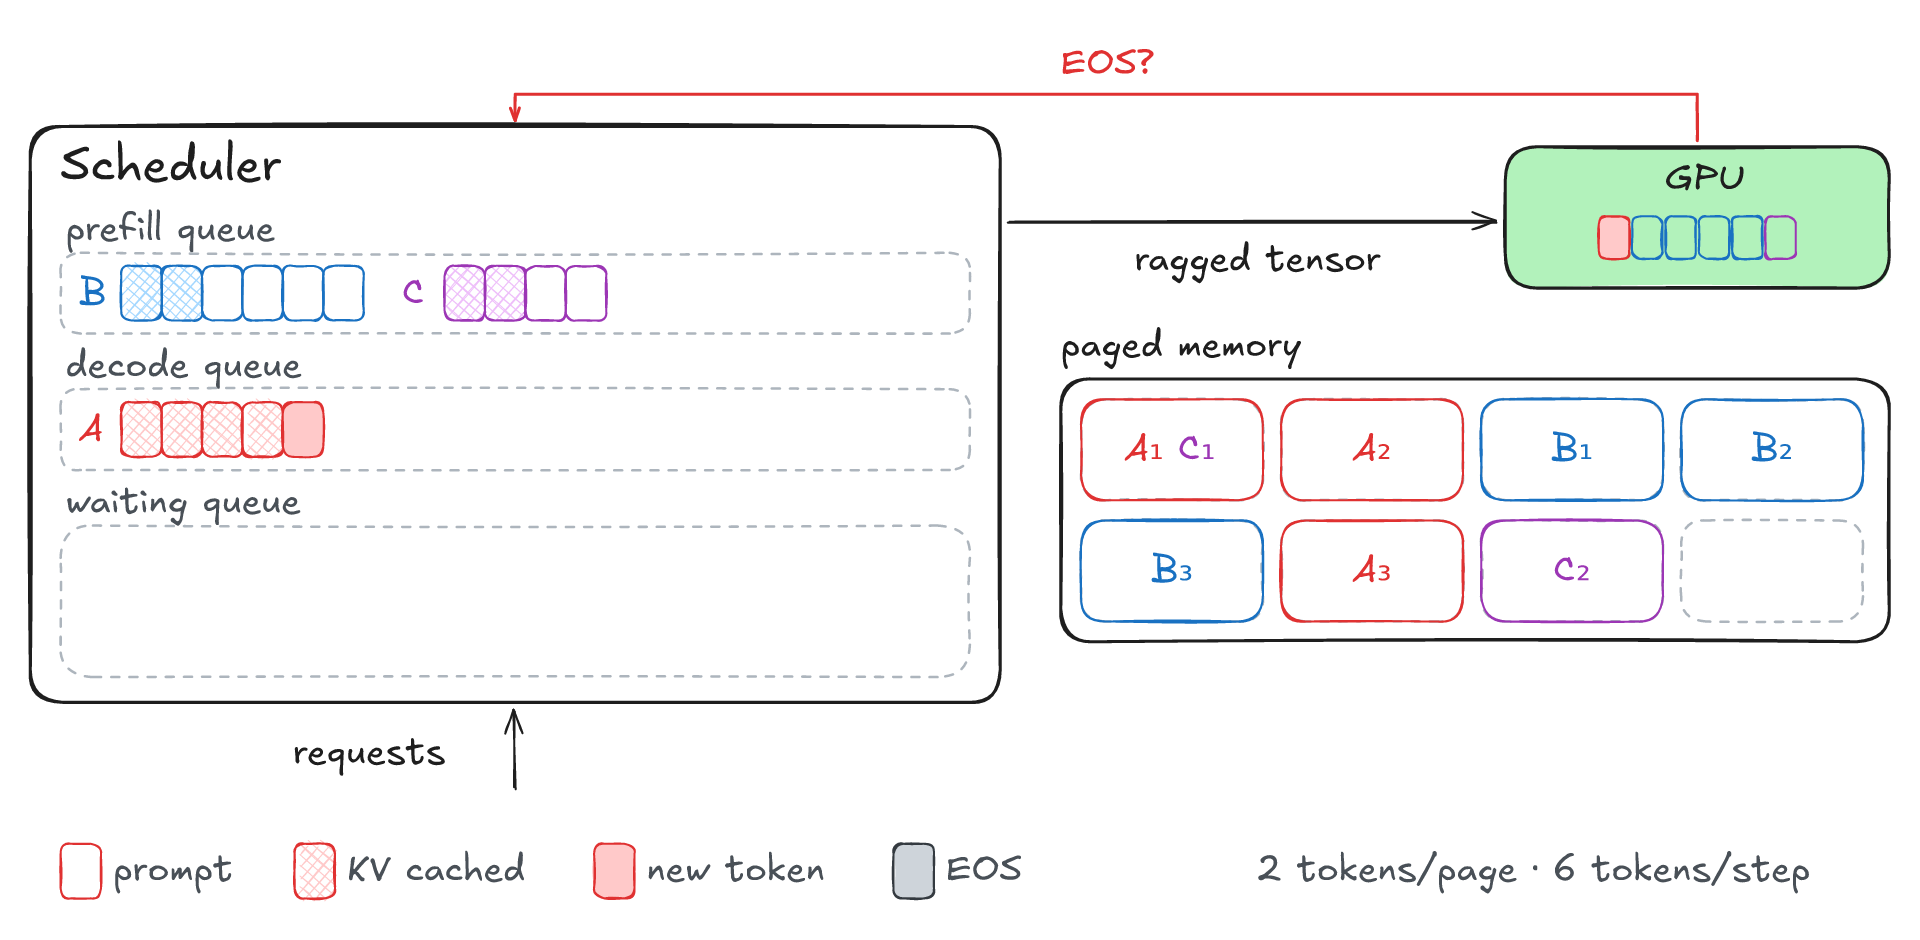 EOS?
Scheduler
GPU
prefill queue
B
C
ragged tensor
decode queue
A
paged memory
A1 C1
A2
B1
B2
waiting queue
B3
A3
C2
requests
prompt
KV cached
new token
EOS
2 tokens/page · 6 tokens/step